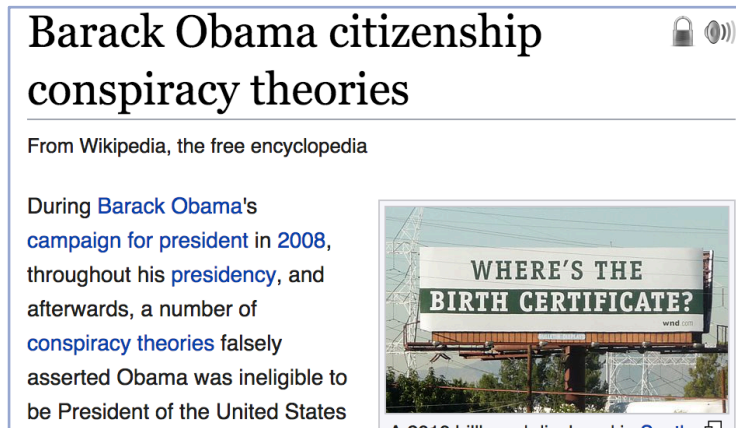 Barack Obama citizenship
conspiracy theories
From Wikipedia, the free encyclopedia
During Barack Obama's
campaign for president in 2008,
throughout his presidency, and
afterwards, a number of
conspiracy theories falsely
asserted Obama was ineligible to
be President of the United States
WHERE'S THE
BIRTH CERTIFICATE?
wnd.com